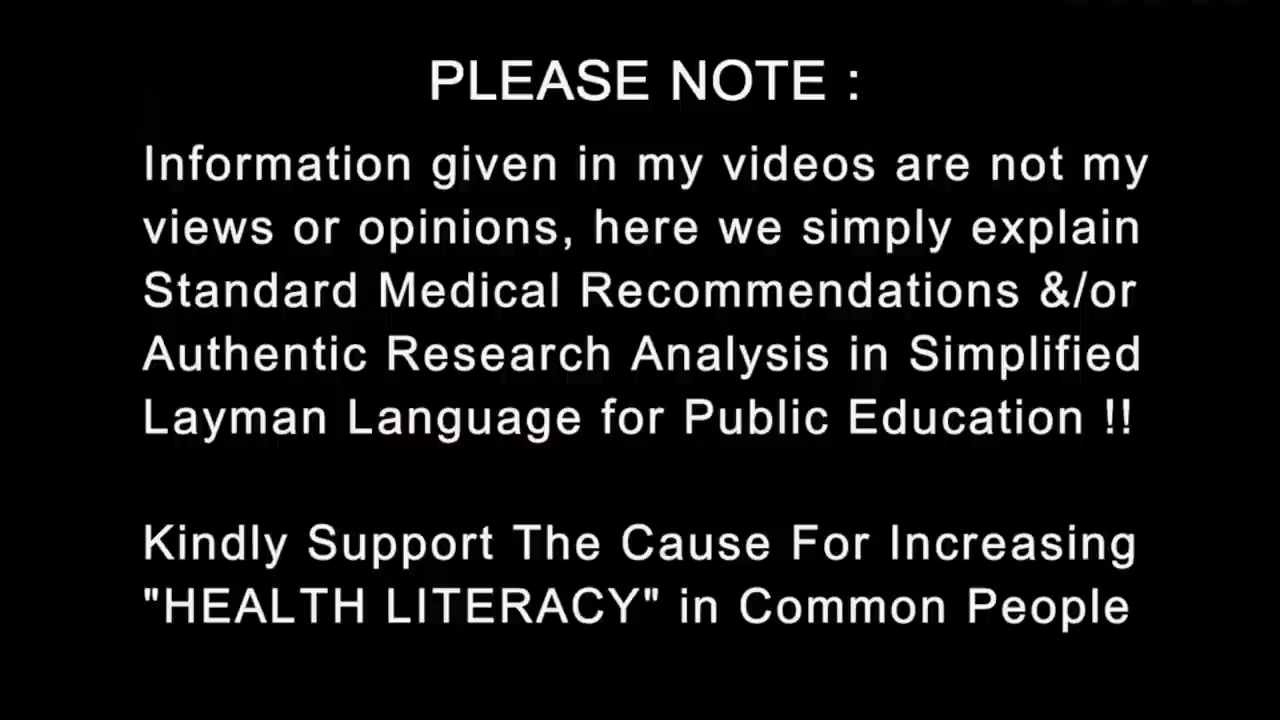 PLEASE NOTE :
Information given in my videos are not my
views or opinions, here we simply explain
Standard Medical Recommendations &/or
Authentic Research Analysis in Simplified
Layman Language for Public Education !!
Kindly Support The Cause For Increasing
"HEALTH LITERACY" in Common People